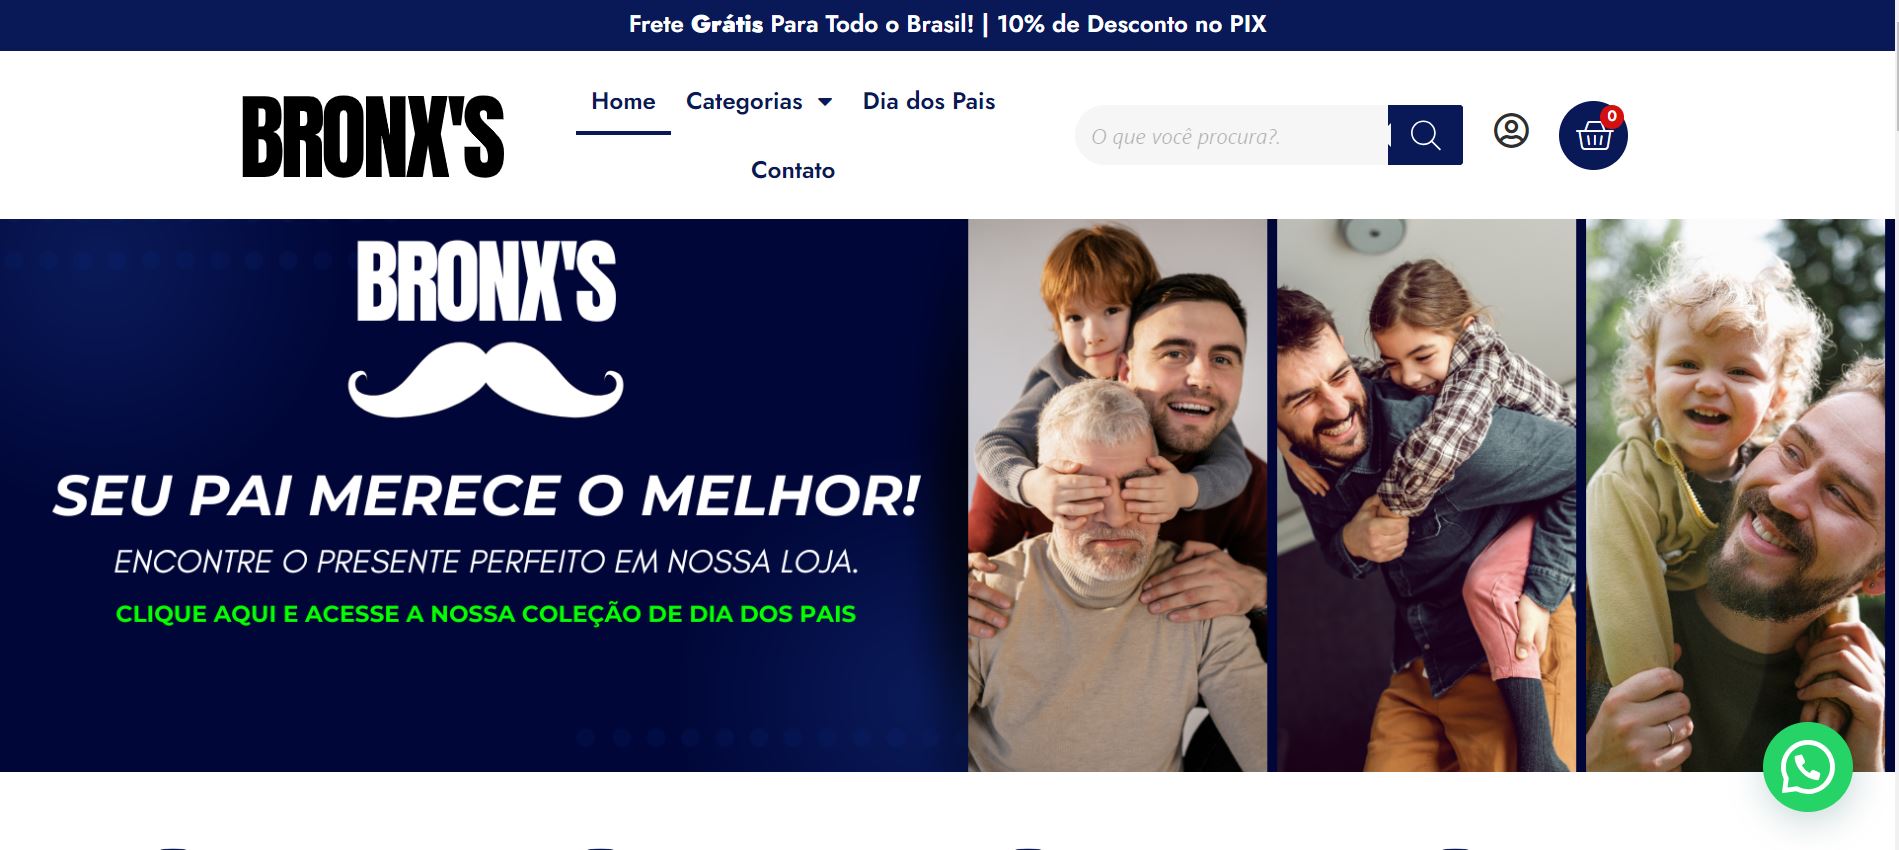 Frete Grátis Para Todo o Brasil! | 10% de Desconto no PIX
BRONX'S
Home
Categorias
Dia dos Pais
Contato
O que você procura?.
0
BRONX'S
SEU PAI MERECE O MELHOR!
ENCONTRE O PRESENTE PERFEITO EM NOSSA LOJA.
CLIQUE AQUI E ACESSE A NOSSA COLEÇÃO DE DIA DOS PAIS